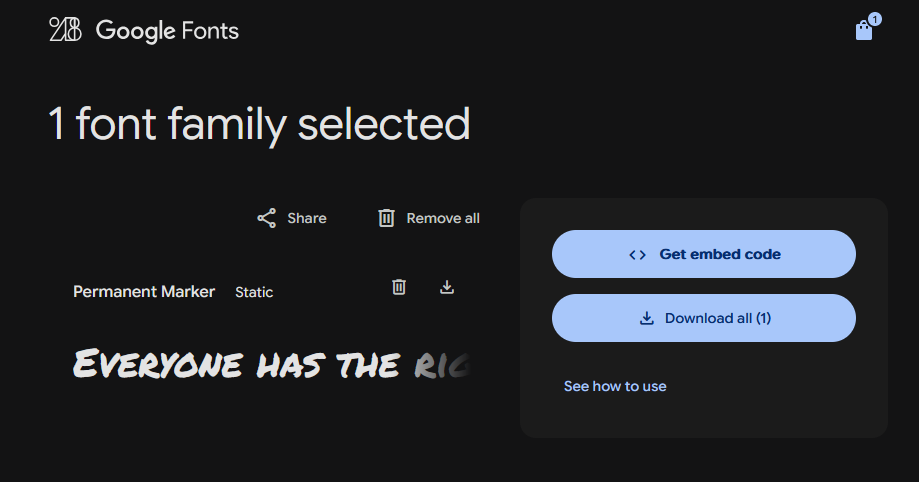 Google Fonts
1
1 font family selected
Share
Remove all
Get embed code
Permanent Marker
Static
Download all (1)
EVERYONE HAS THE
See how to use